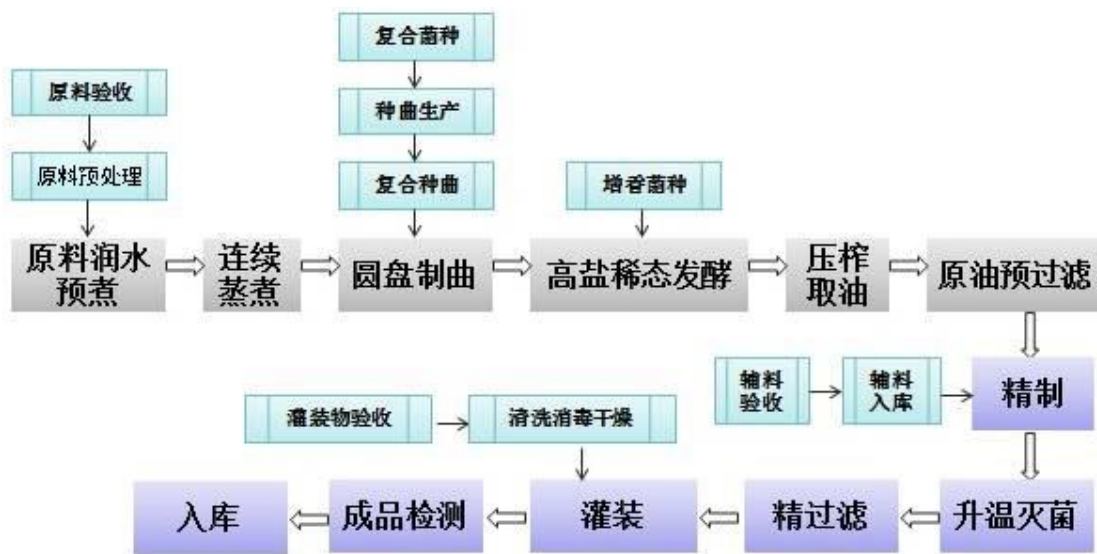 复合菌种
原料验收
种曲生产
原料预处理
复合种曲
增香菌种
原料润水
预煮
连续
蒸煮
圆盘制曲
高盐稀态发酵
压榨
取油
原油预过滤
辅料
验收
辅料
入库
精制
灌装物验收
清洗消毒干燥
入库
成品检测
灌装
精过滤
升温灭菌